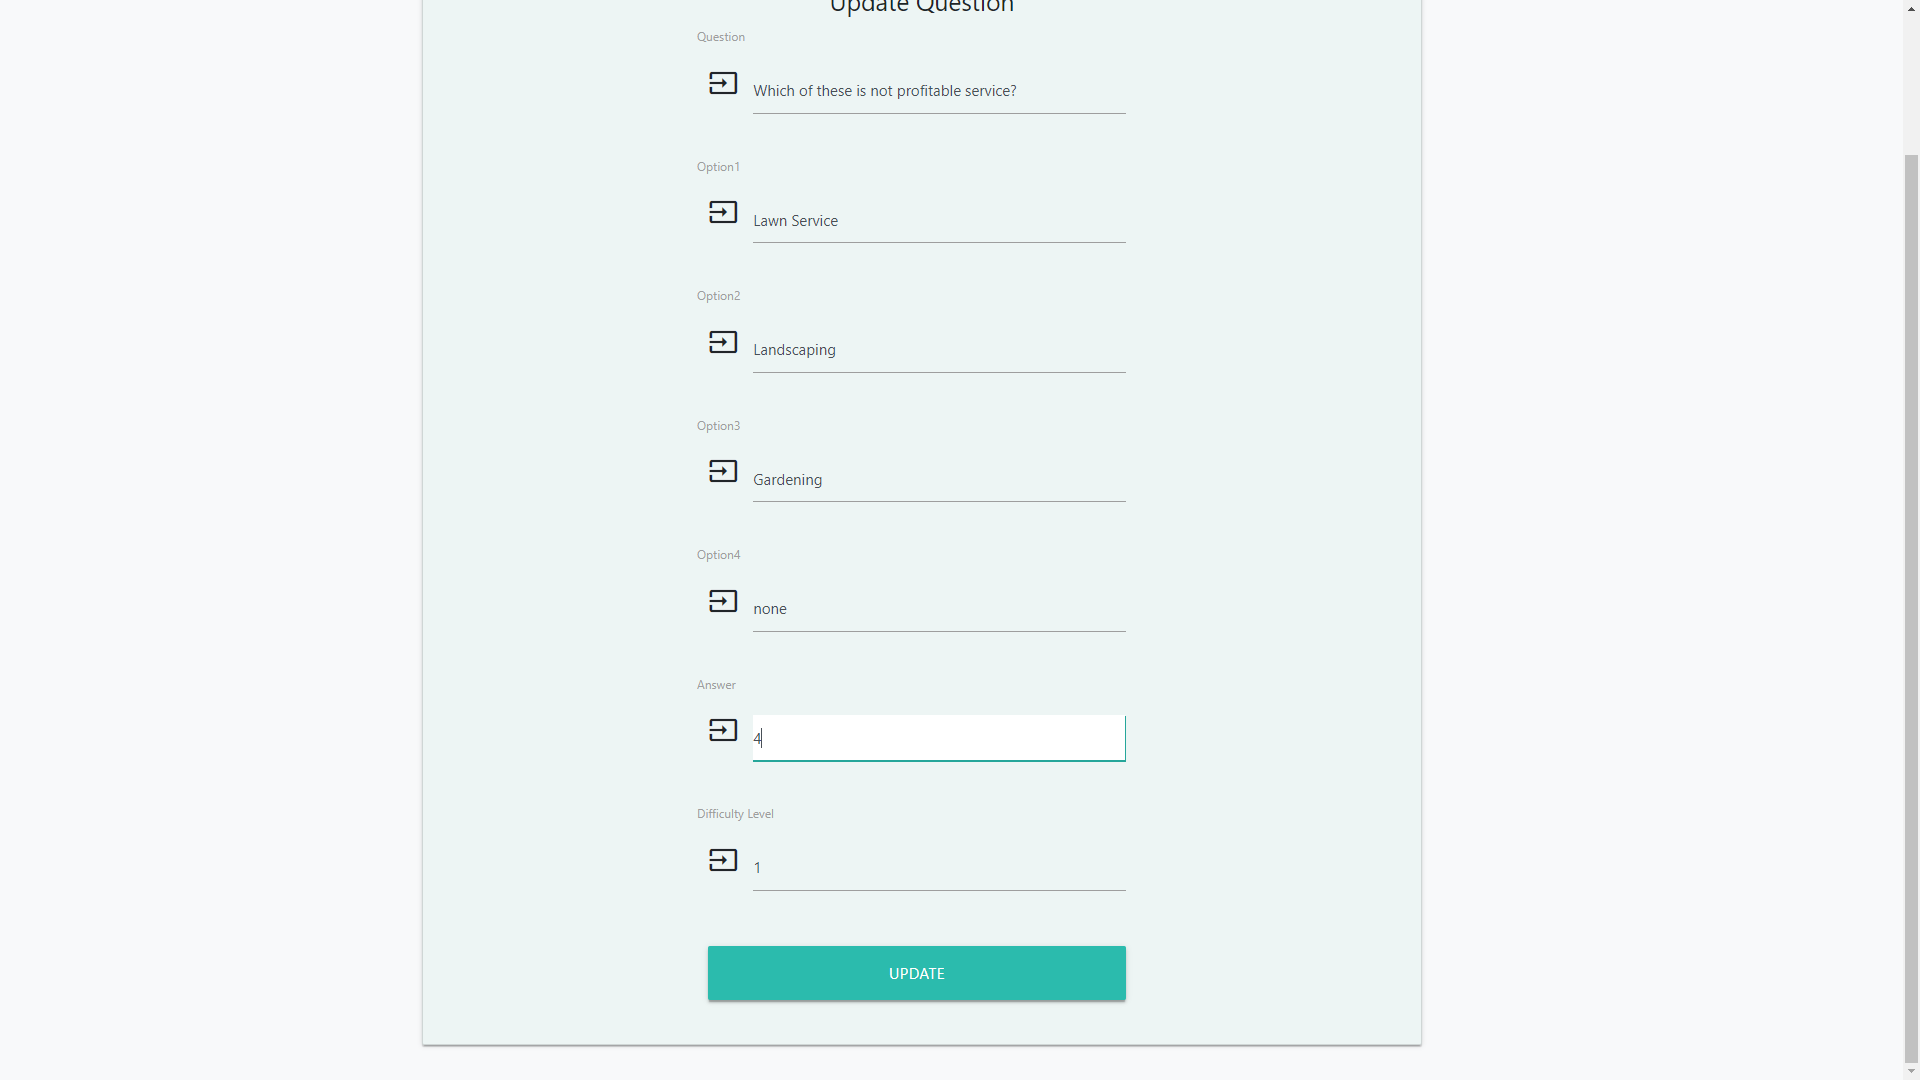 Update Question
Question
Which of these is not profitable service?
Option1
Lawn Service
Option2
Landscaping
Option3
Gardening
Option4
none
Answer
4
Difficulty Level
1
UPDATE